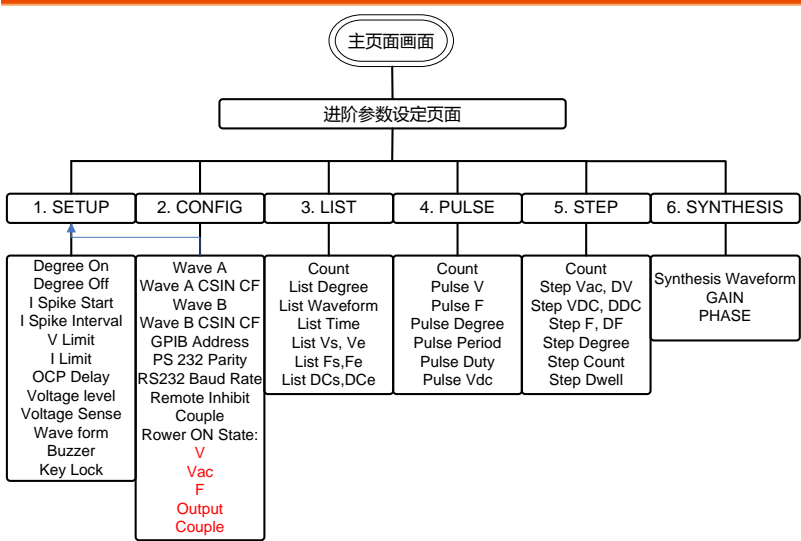 主页面画面
进阶参数设定页面
1. SETUP
2. CONFIG
3. LIST
4. PULSE
5. STEP
6. SYNTHESIS
Degree On
Degree Off
I Spike Start
I Spike Interval
V Limit
I Limit
OCP Delay
Voltage level
Voltage Sense
Wave form
Buzzer
Key Lock
Wave A
Wave A CSIN CF
Wave B
Wave B CSIN CF
GPIB Address
PS 232 Parity
RS232 Baud Rate
Remote Inhibit
Couple
Rower ON State:
V
Vac
F
Output
Couple
Count
List Degree
List Waveform
List Time
List Vs, Ve
List Fs,Fe
List DCs,DCe
Count
Pulse V
Pulse F
Pulse Degree
Pulse Period
Pulse Duty
Pulse Vdc
Count
Step Vac, DV
Step VDC, DDC
Step F, DF
Step Degree
Step Count
Step Dwell
Synthesis Waveform
GAIN
PHASE